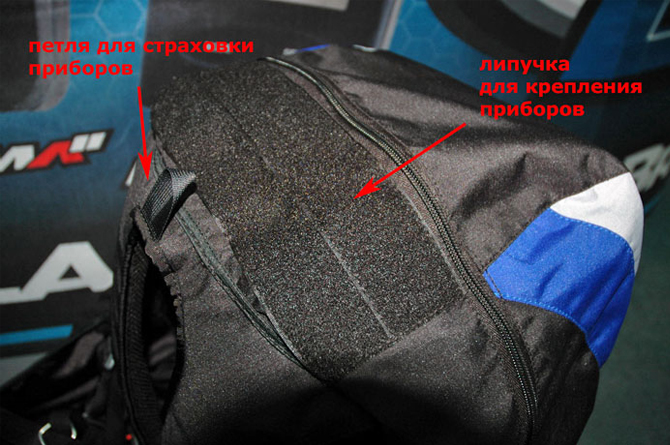 петля для страховки
приборов
липучка
для крепления
приборов